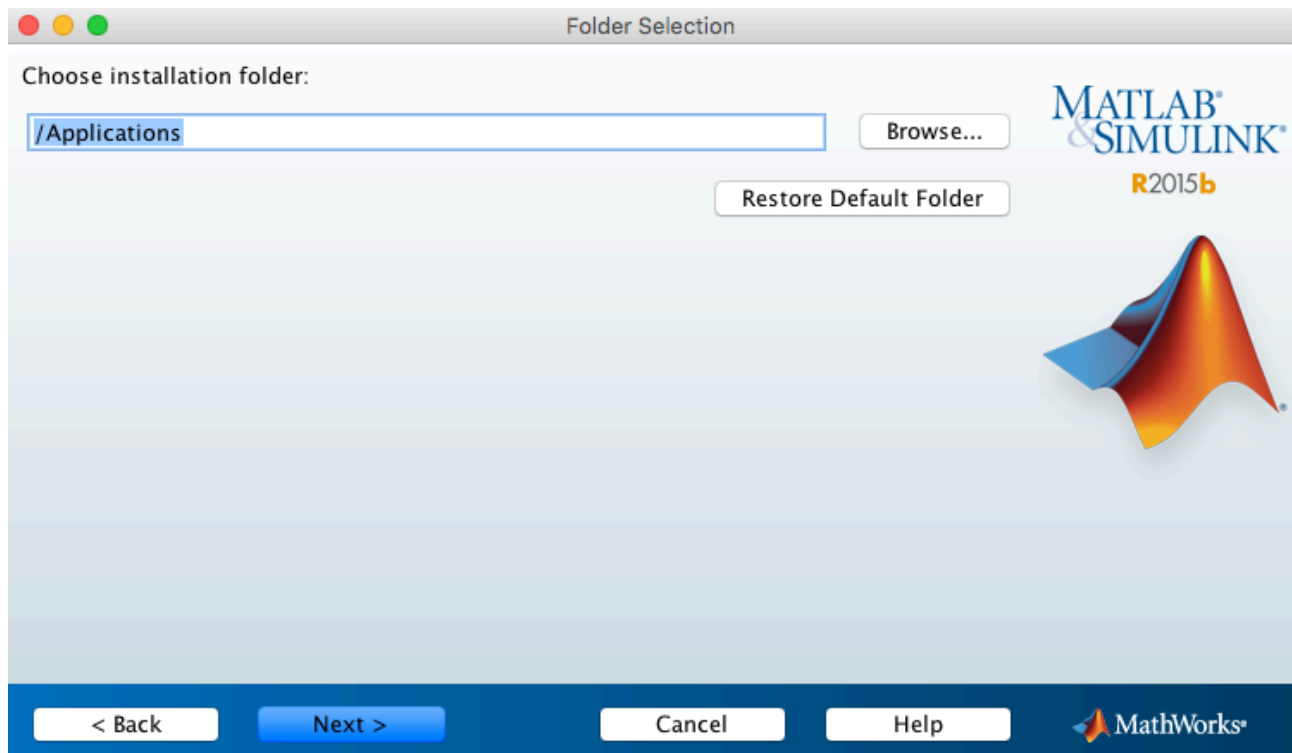 Folder Selection
Choose installation folder:
/Applications
Browse...
Restore Default Folder
MATLAB®
&SIMULINK®
R2015b
®
< Back
Next >
Cancel
Help
MathWorks®